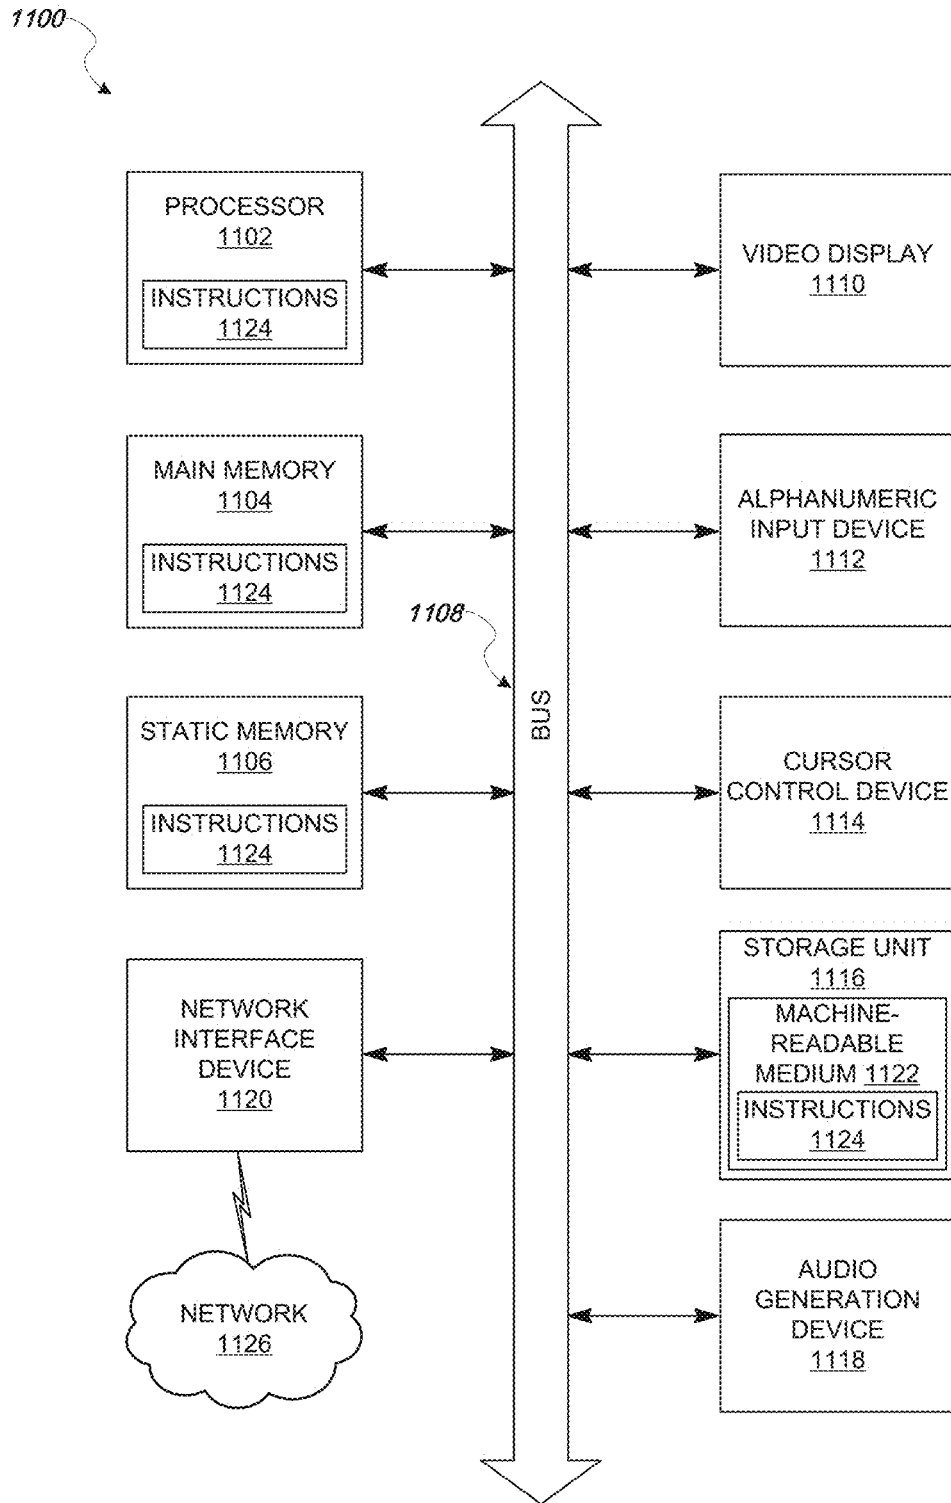 1100
PROCESSOR
1102
INSTRUCTIONS
1124
MAIN MEMORY
1104
INSTRUCTIONS
1124
1108
STATIC MEMORY
1106
INSTRUCTIONS
1124
NETWORK
INTERFACE
DEVICE
1120
NETWORK
1126
BUS
VIDEO DISPLAY
1110
ALPHANUMERIC
INPUT DEVICE
1112
CURSOR
CONTROL DEVICE
1114
STORAGE UNIT
1116
MACHINE-
READABLE
MEDIUM 1122
INSTRUCTIONS
1124
AUDIO
GENERATION
DEVICE
1118